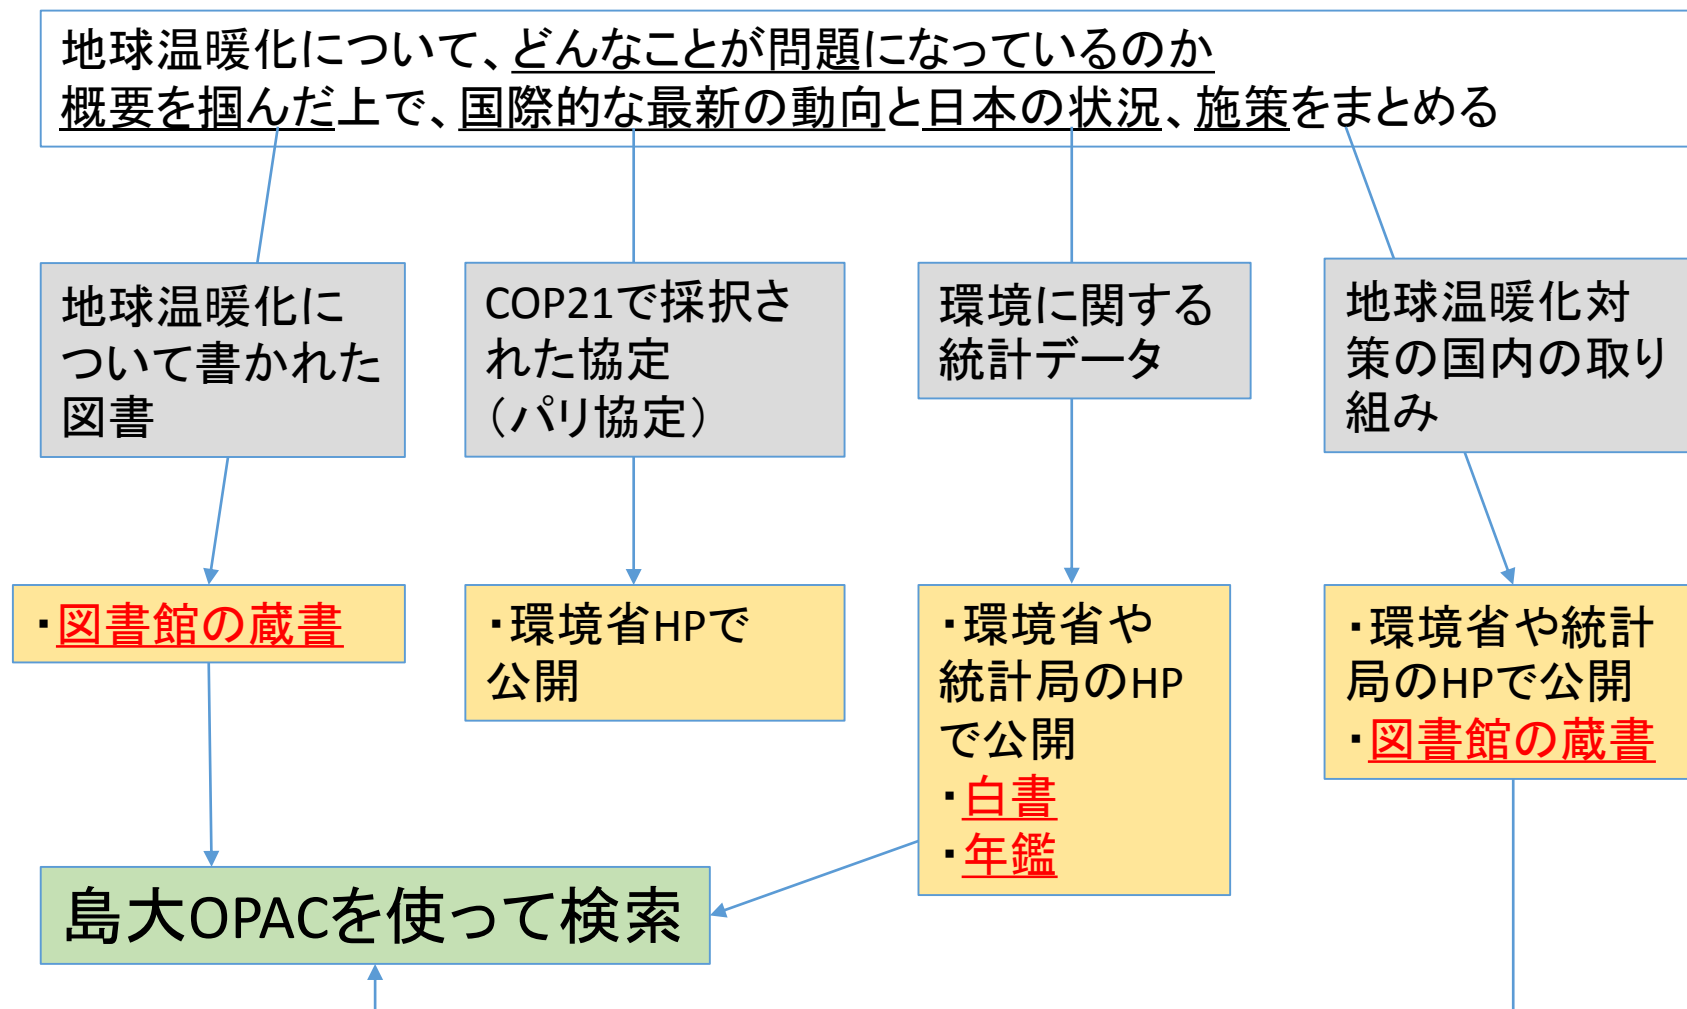 地球温暖化について、どんなことが問題になっているのか
概要を掴んだ上で、国際的な最新の動向と日本の状況、施策をまとめる
地球温暖化に
ついて書かれた
図書
COP21で採択さ
れた協定
（パリ協定）
環境に関する
統計データ
地球温暖化対
策の国内の取り
組み
・図書館の蔵書
・環境省HPで
公開
・環境省や
統計局のHP
で公開
・白書
・年鑑
・環境省や統計
局のHPで公開
・図書館の蔵書
島大OPACを使って検索